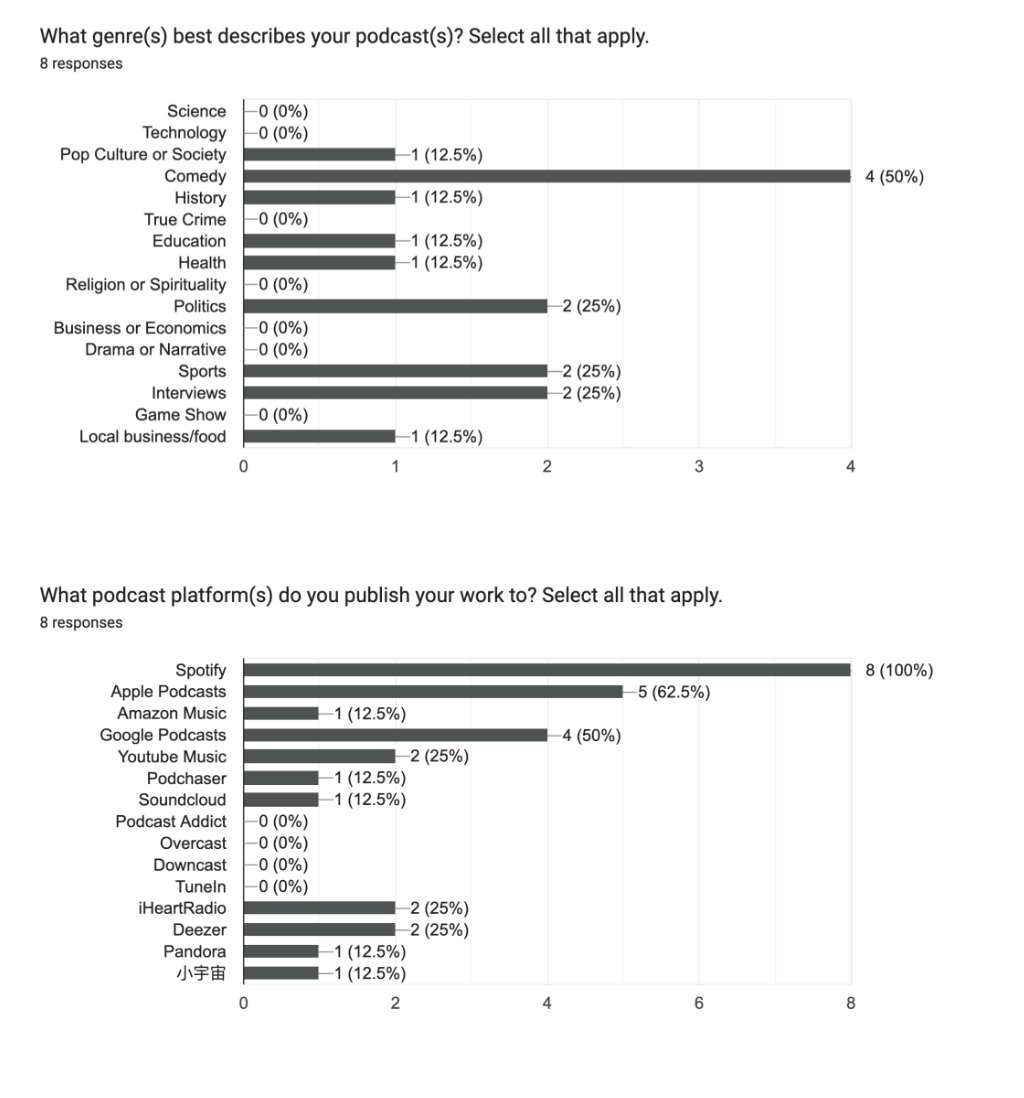 What genre(s) best describes your podcast(s)? Select all that apply.
8 responses
Science 0 (0%)
Technology 0 (0%)
Pop Culture or Society 1 (12.5%)
Comedy 4 (50%)
History 1 (12.5%)
True Crime 0 (0%)
Education 1 (12.5%)
Health 1 (12.5%)
Religion or Spirituality 0 (0%)
Politics 2 (25%)
Business or Economics 0 (0%)
Drama or Narrative 0 (0%)
Sports 2 (25%)
Interviews 2 (25%)
Game Show 0 (0%)
Local business/food 1 (12.5%)
0 1 2 3 4
What podcast platform(s) do you publish your work to? Select all that apply.
8 responses
Spotify 8 (100%)
Apple Podcasts 5 (62.5%)
Amazon Music 1 (12.5%)
Google Podcasts 4 (50%)
Youtube Music 2 (25%)
Podchaser 1 (12.5%)
Soundcloud 1 (12.5%)
Podcast Addict 0 (0%)
Overcast 0 (0%)
Downcast 0 (0%)
TuneIn 0 (0%)
iHeartRadio 2 (25%)
Deezer 2 (25%)
Pandora 1 (12.5%)
小宇宙 1 (12.5%)
0 2 4 6 8